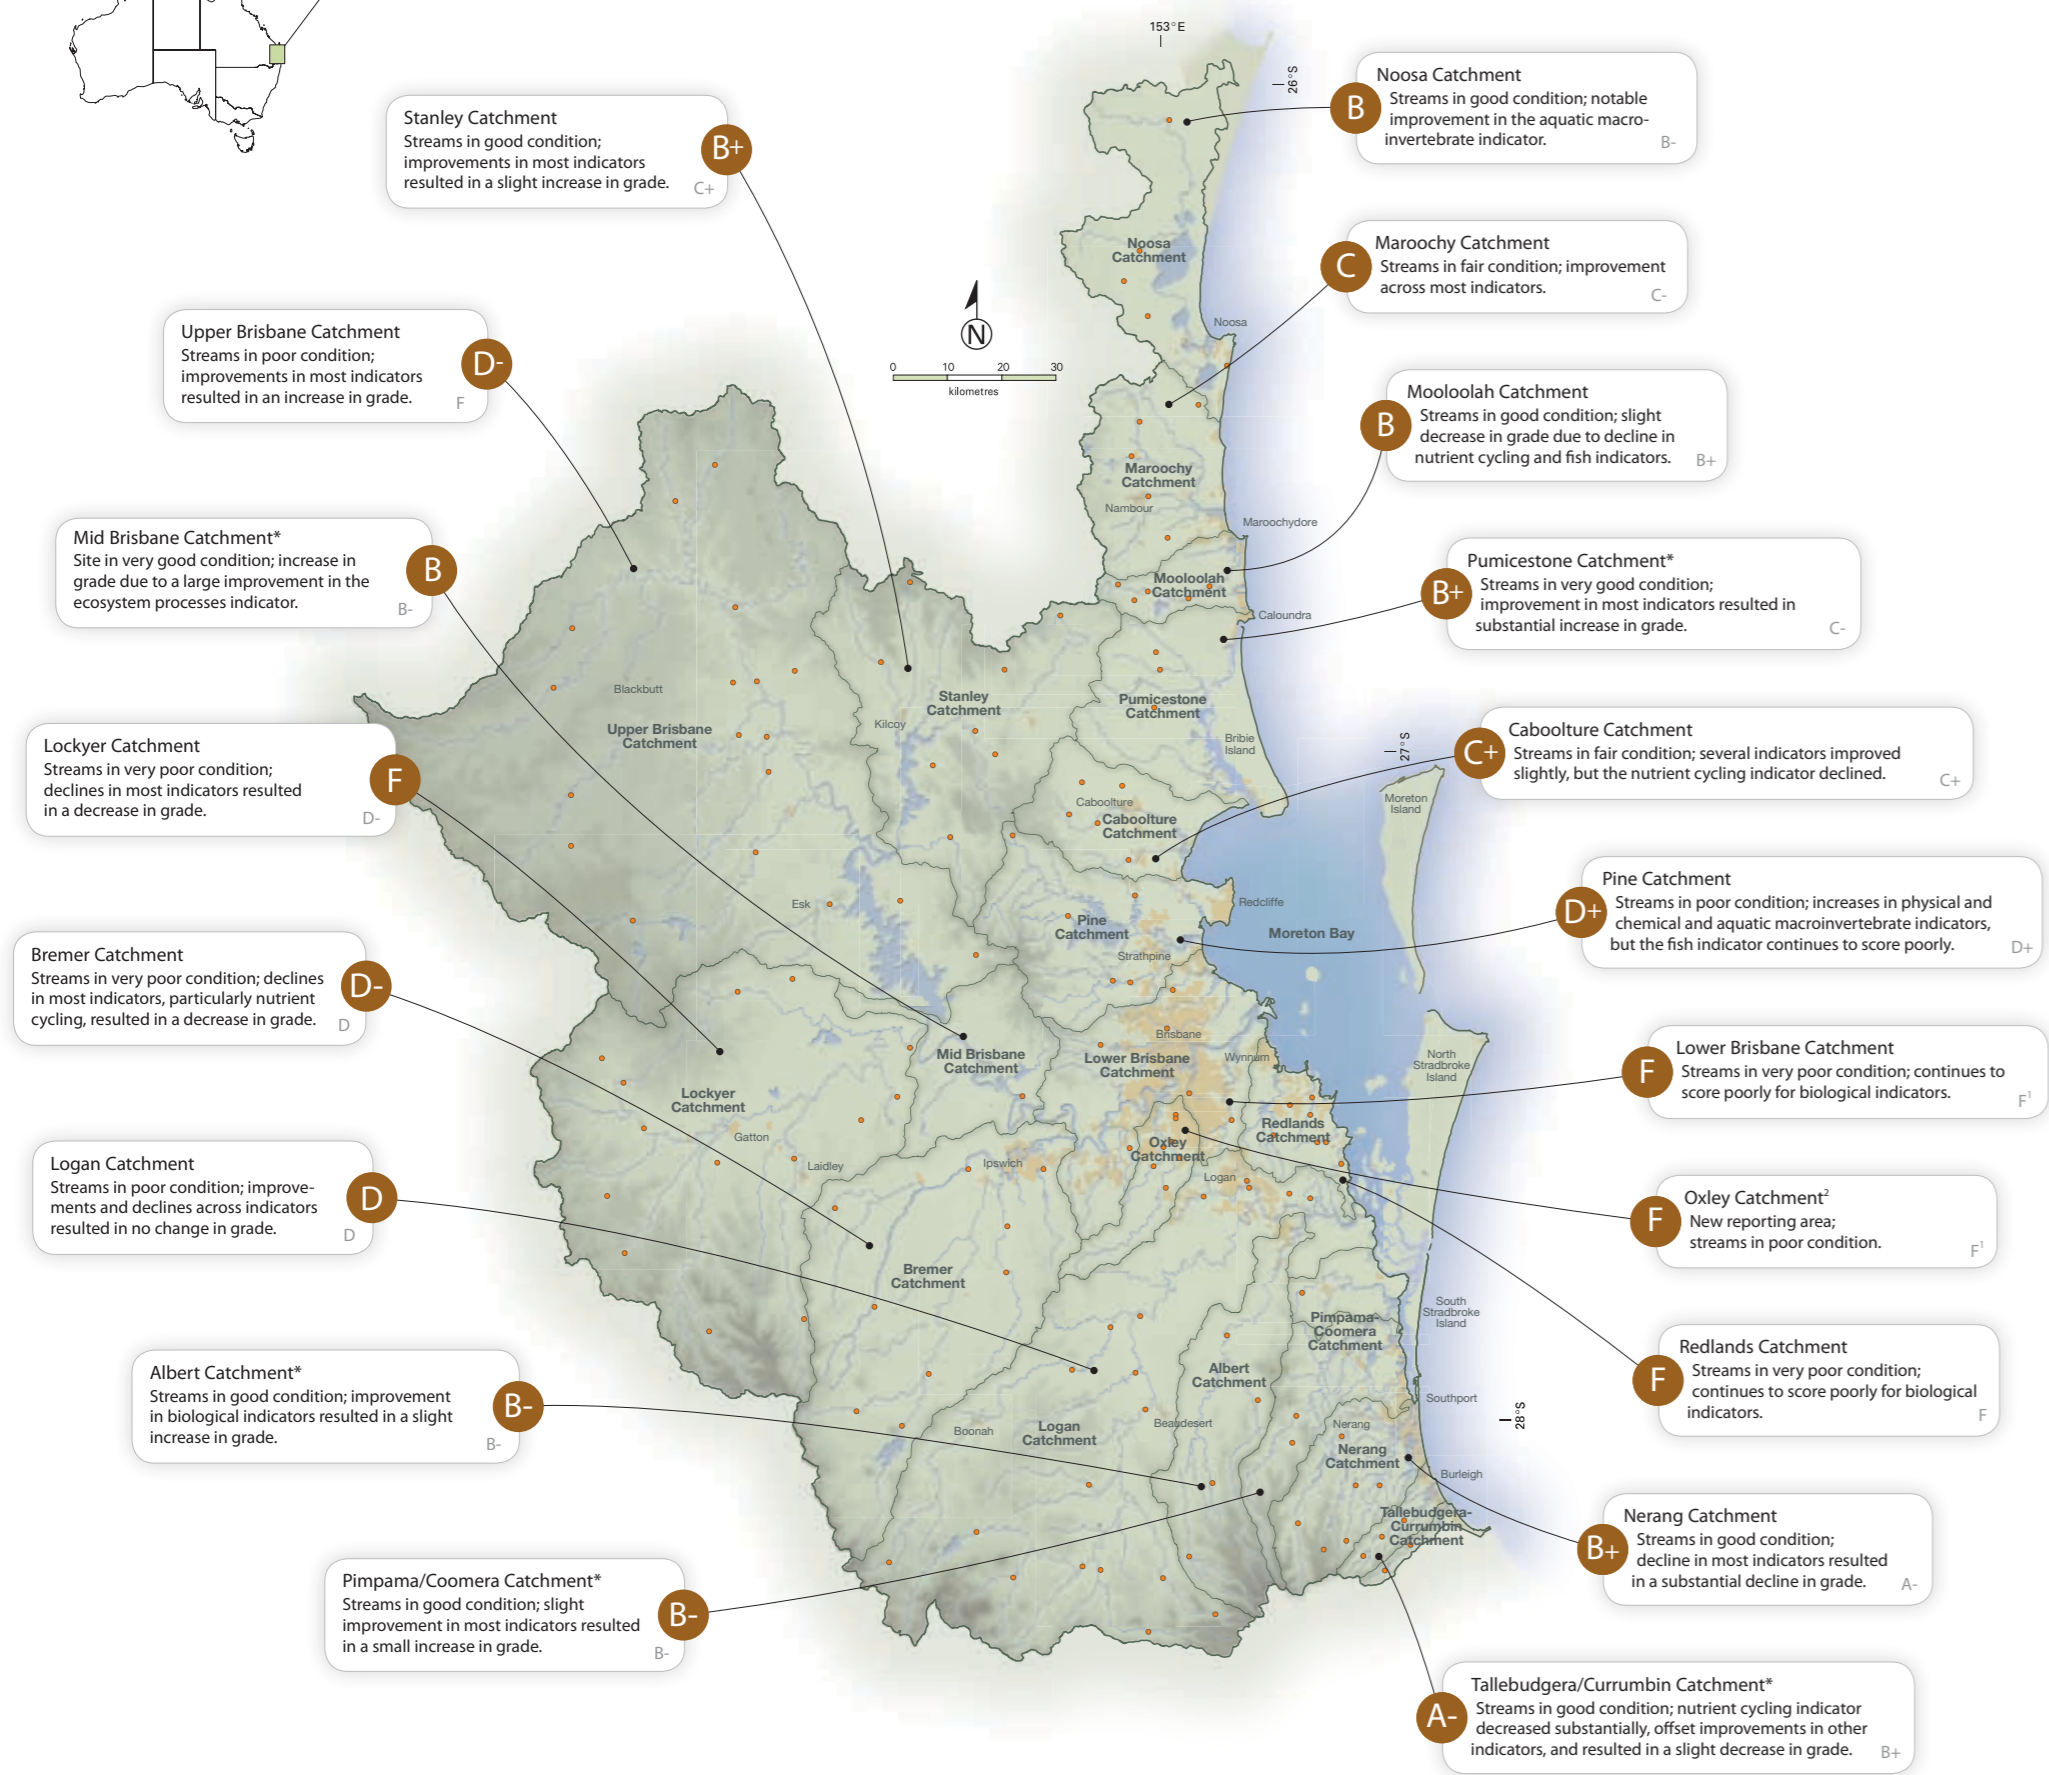 153°E
26°S
Noosa Catchment
B
Streams in good condition; notable
improvement in the aquatic macro-
invertebrate indicator.
B-
Stanley Catchment
Streams in good condition;
improvements in most indicators
resulted in a slight increase in grade.
B+
C+
Maroochy Catchment
C
Streams in fair condition; improvement
across most indicators.
C-
Noosa
Catchment
N
0 10 20 30
kilometres
Noosa
Upper Brisbane Catchment
Streams in poor condition;
improvements in most indicators
resulted in an increase in grade.
D-
F
Mooloolah Catchment
B
Streams in good condition; slight
decrease in grade due to decline in
nutrient cycling and fish indicators.
B+
Maroochy
Catchment
Nambour
Maroochydore
Mid Brisbane Catchment*
Site in very good condition; increase in
grade due to a large improvement in the
ecosystem processes indicator.
B
B-
Pumicestone Catchment*
B+
Streams in very good condition;
improvement in most indicators resulted in
substantial increase in grade.
C-
Mooloolah
Catchment
Caloundra
Blackbutt
Upper Brisbane
Catchment
Kilcoy
Stanley
Catchment
Pumicestone
Catchment
Bribie
Island
27°S
Lockyer Catchment
Streams in very poor condition;
declines in most indicators resulted
in a decrease in grade.
F
D-
Caboolture Catchment
C+
Streams in fair condition; several indicators improved
slightly, but the nutrient cycling indicator declined.
C+
Moreton
Island
Caboolture
Caboolture
Catchment
Pine Catchment
D+
Streams in poor condition; increases in physical and
chemical and aquatic macroinvertebrate indicators,
but the fish indicator continues to score poorly.
D+
Esk
Redcliffe
Pine
Catchment
Strathpine
Moreton Bay
Bremer Catchment
Streams in very poor condition; declines
in most indicators, particularly nutrient
cycling, resulted in a decrease in grade.
D-
D
Brisbane
Lower Brisbane
Catchment
Wynnum
Mid Brisbane
Catchment
North
Stradbroke
Island
Lower Brisbane Catchment
F
Streams in very poor condition; continues to
score poorly for biological indicators.
F¹
Lockyer
Catchment
Gatton
Laidley
Ipswich
Oxley
Catchment
Redlands
Catchment
Logan
Logan Catchment
Streams in poor condition; improve-
ments and declines across indicators
resulted in no change in grade.
D
D
Oxley Catchment²
F
New reporting area;
streams in poor condition.
F¹
Bremer
Catchment
Pimpama-
Coomera
Catchment
South
Stradbroke
Island
Redlands Catchment
F
Streams in very poor condition;
continues to score poorly for biological
indicators.
F
Albert Catchment*
Streams in good condition; improvement
in biological indicators resulted in a slight
increase in grade.
B-
B-
Albert
Catchment
Southport
28°S
Boonah
Logan
Catchment
Beaudesert
Nerang
Nerang
Catchment
Burleigh
Tallebudgera-
Currumbin
Catchment
Nerang Catchment
B+
Streams in good condition;
decline in most indicators resulted
in a substantial decline in grade.
A-
Pimpama/Coomera Catchment*
Streams in good condition; slight
improvement in most indicators resulted
in a small increase in grade.
B-
B-
Tallebudgera/Currumbin Catchment*
A-
Streams in good condition; nutrient cycling indicator
decreased substantially, offset improvements in other
indicators, and resulted in a slight decrease in grade.
B+